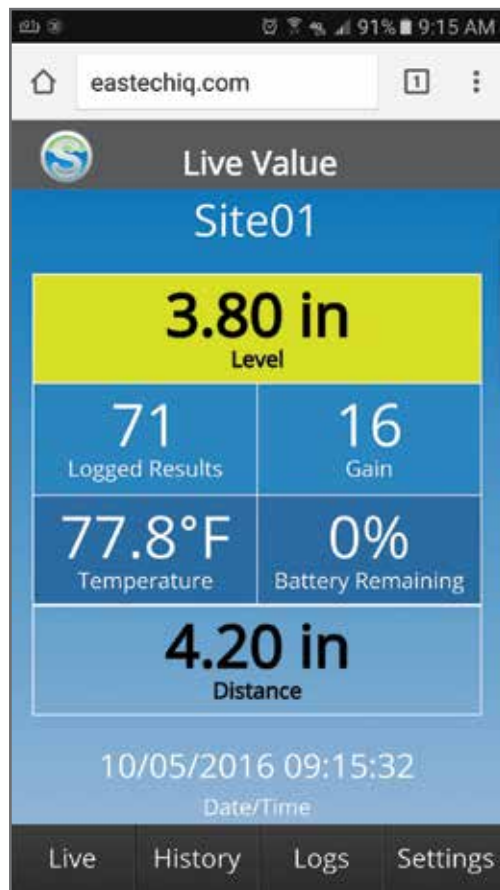 91% 9:15 AM
eastechiq.com
1
Live Value
Site01
3.80 in
Level
71
16
Logged Results
Gain
77.8°F
0%
Temperature
Battery Remaining
4.20 in
Distance
10/05/2016 09:15:32
Date/Time
Live History Logs Settings